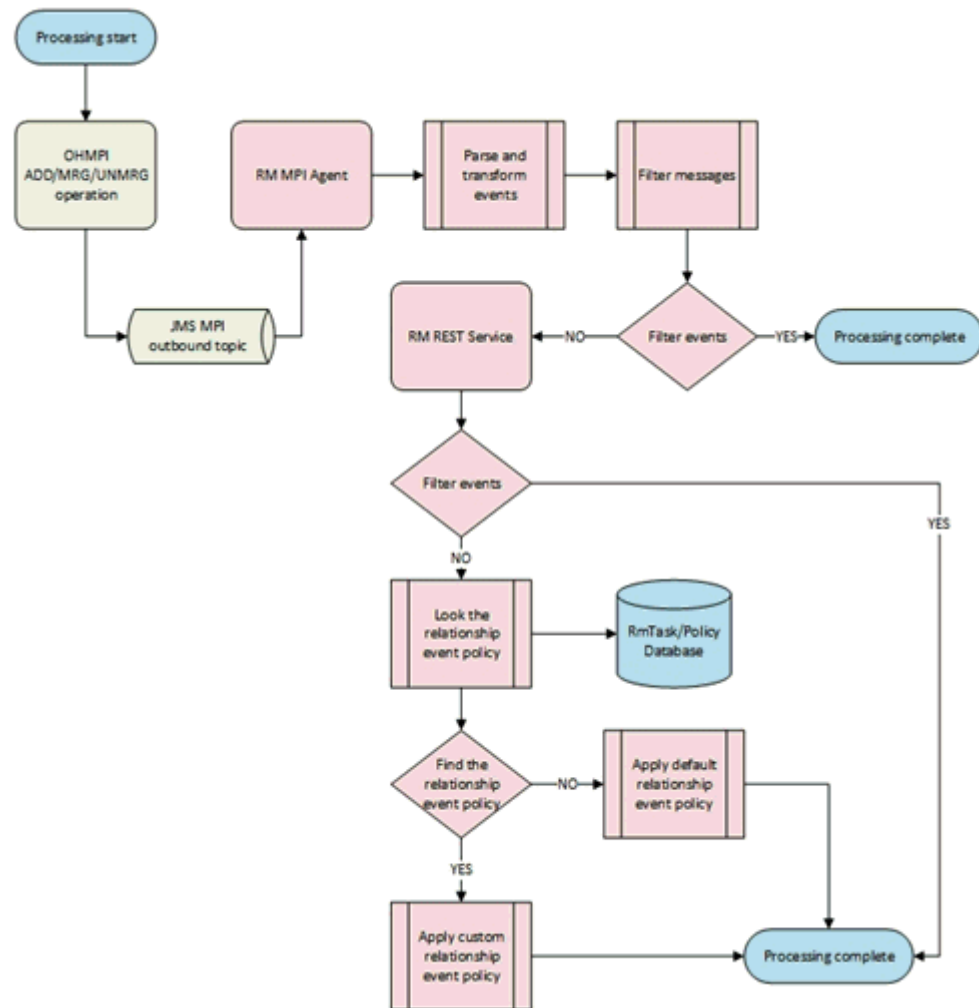 Processing start
OHMPI
ADD/MRG/UNMRG
operation
RM MPI Agent
Parse and
transform
events
Filter messages
JMS MPI
outbound topic
RM REST Service
NO
Filter events
YES
Processing complete
Filter events
YES
NO
Look the
relationship
event policy
RmTask/Policy
Database
Find the
relationship
event policy
NO
Apply default
relationship
event policy
YES
Apply custom
relationship
event policy
Processing complete